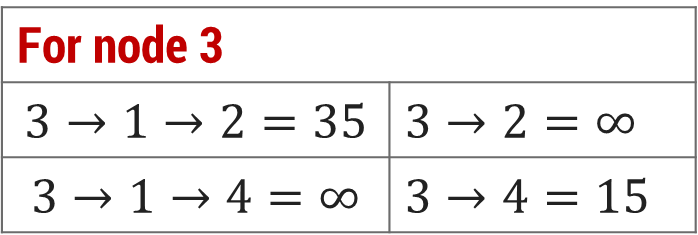 For node 3
3 → 1 → 2 = 35 3 → 2 = ∞
3 → 1 → 4 = ∞ 3 → 4 = 15